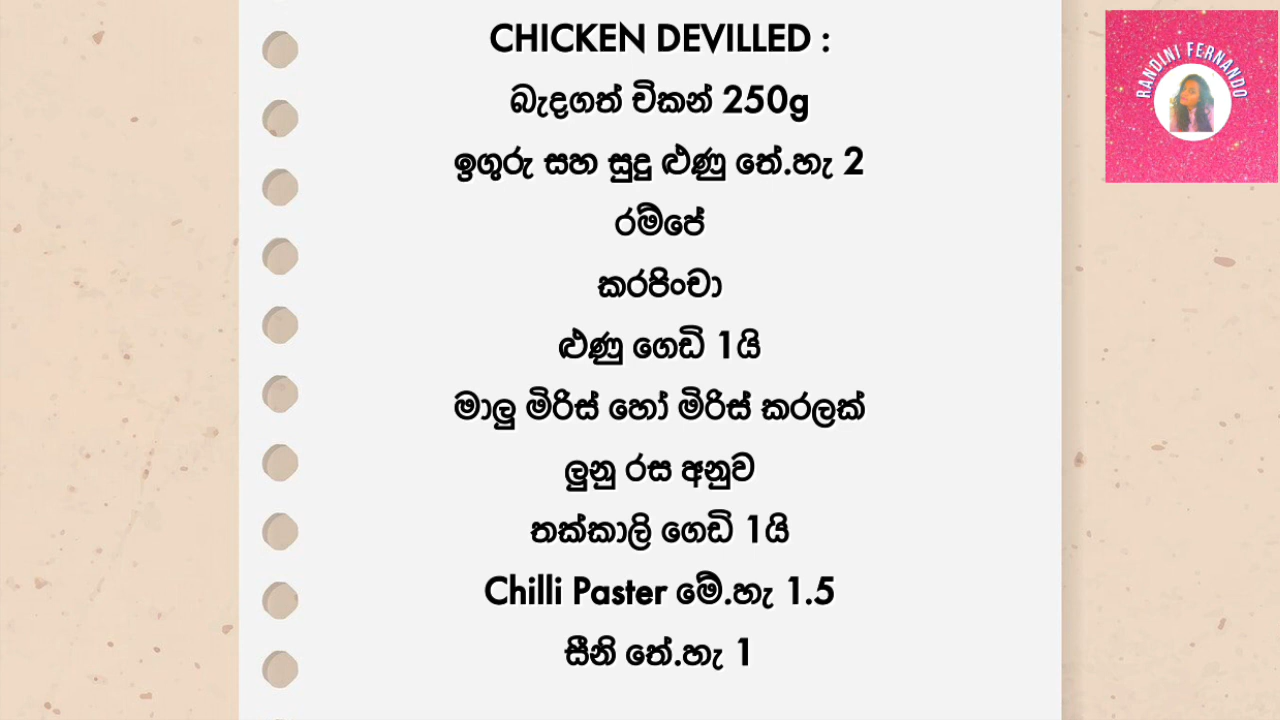 CHICKEN DEVILLED :
RANDINI FERNANDO
බැදගත් චිකන් 250g
ඉගුරු සහ සුදු ළුණු තේ.හැ 2
රම්පේ
කරපිංචා
ළුණු ගෙඩි 1යි
මාලු මිරිස් හෝ මිරිස් කරලක්
ලුනු රස අනුව
තක්කාලි ගෙඩි 1යි
Chilli Paster මේ.හැ 1.5
සීනි තේ.හැ 1